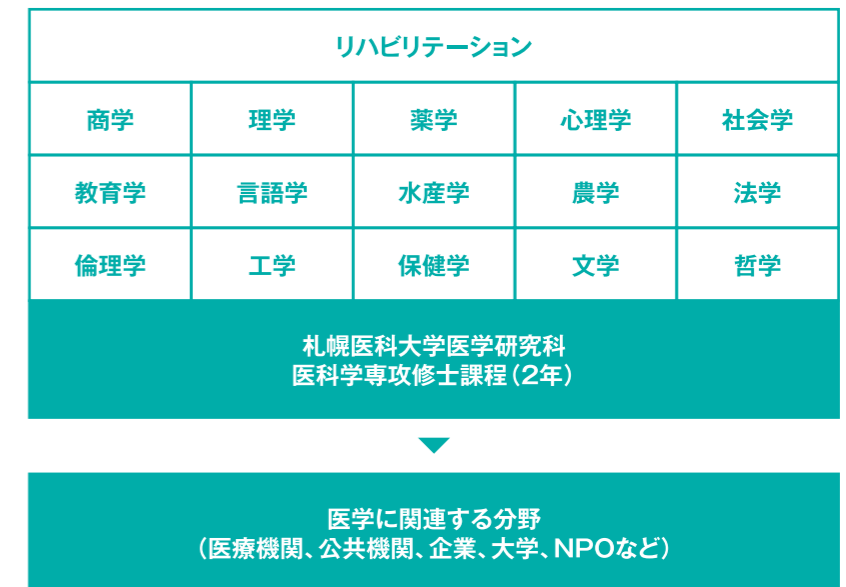 リハビリテーション
商学 理学 薬学 心理学 社会学
教育学 言語学 水産学 農学 法学
倫理学 工学 保健学 文学 哲学
札幌医科大学医学研究科
医科学専攻修士課程（2年）
医学に関連する分野
（医療機関、公共機関、企業、大学、NPOなど）